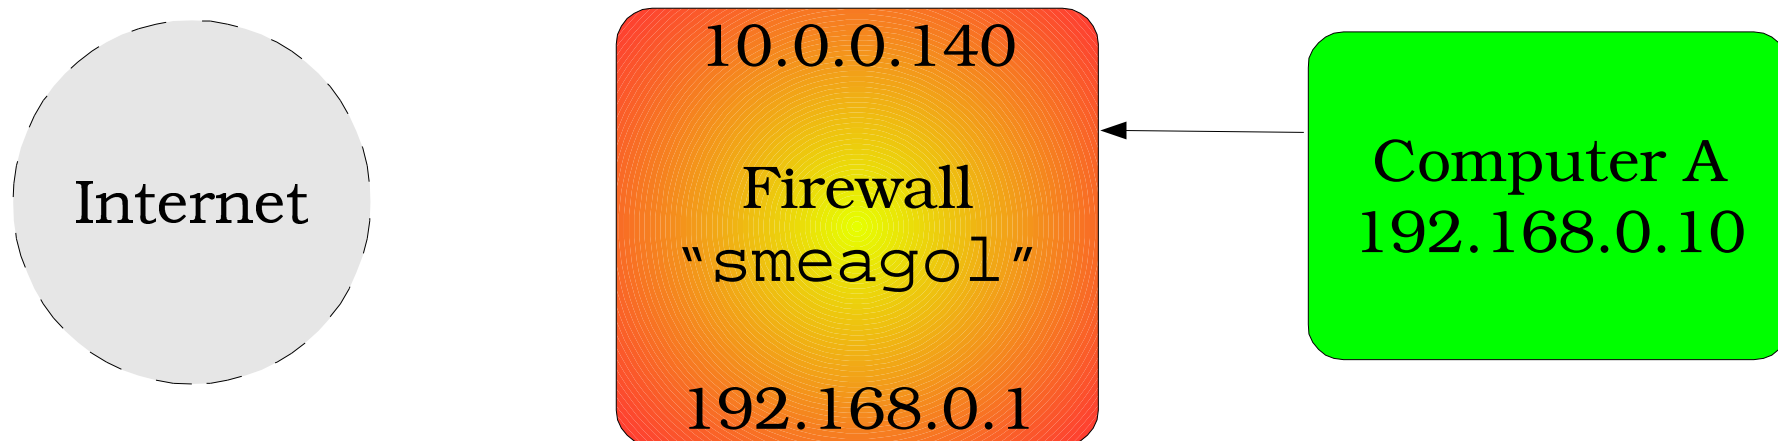 Internet
10.0.0.140
Firewall
“smeagol”
192.168.0.1
Computer A
192.168.0.10